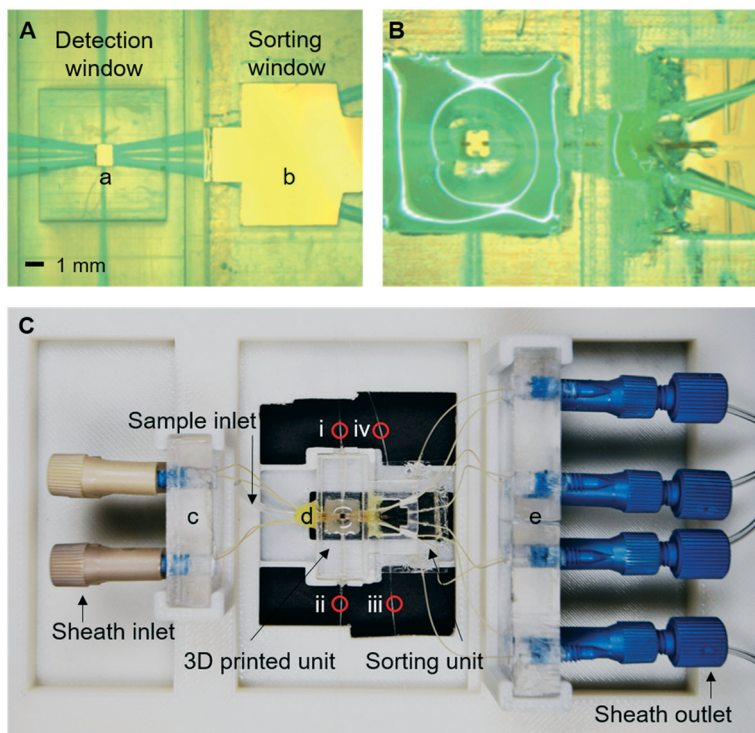 A
Detection
window
Sorting
window
a
b
1 mm
B
C
Sample inlet
i
iv
c
d
e
ii
iii
Sheath inlet
3D printed unit
Sorting unit
Sheath outlet